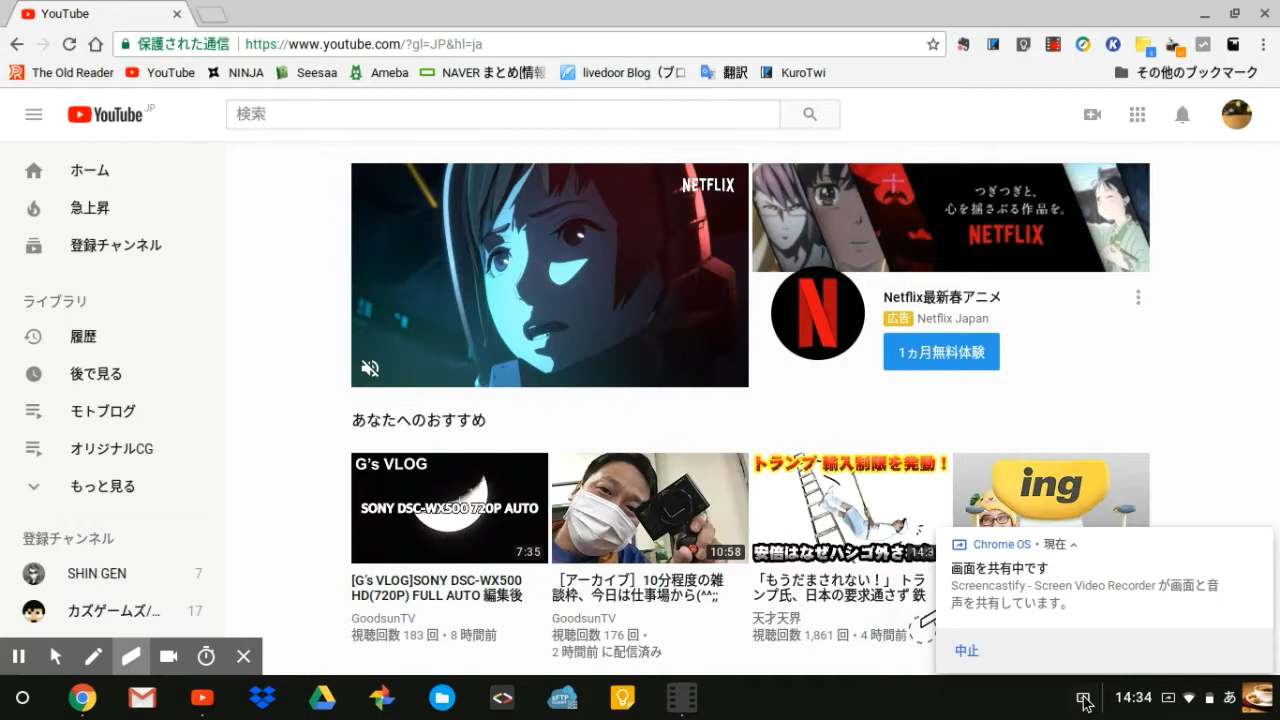 YouTube
保護された通信
https://www.youtube.com/?gl=JP&hl=ja
The Old Reader
YouTube
NINJA
Seesaa
Ameba
NAVER まとめ[情報
livedoor Blog（ブロ
翻訳
KuroTwi
その他のブックマーク
YouTube JP
検索
ホーム
急上昇
登録チャンネル
ライブラリ
履歴
後で見る
モトブログ
オリジナルCG
もっと見る
登録チャンネル
SHIN GEN 7
カズゲームズ/... 17
NETFLIX
つぎつぎと、
心を揺さぶる作品を。
NETFLIX
Netflix最新春アニメ
広告 Netflix Japan
1ヵ月無料体験
あなたへのおすすめ
G's VLOG
SONY DSC-WX500 720P AUTO
7:35
[G's VLOG]SONY DSC-WX500
HD(720P) FULL AUTO 編集後
GoodsunTV
視聴回数 183 回・8 時間前
10:58
［アーカイブ］10分程度の雑
談枠、今日は仕事場から(^^;;
GoodsunTV
視聴回数 176 回・
2 時間前 に配信済み
トランプ 輸入制限を発動！
安倍はなぜハシゴ外さ
14:3
「もうだまされない！」 トラ
ンプ氏、日本の要求通さず 鉄
天才天界
視聴回数 1,861 回・4 時間前
ing
Chrome OS・現在
画面を共有中です
Screencastify - Screen Video Recorder が画面と音
声を共有しています。
中止
14:34
あ